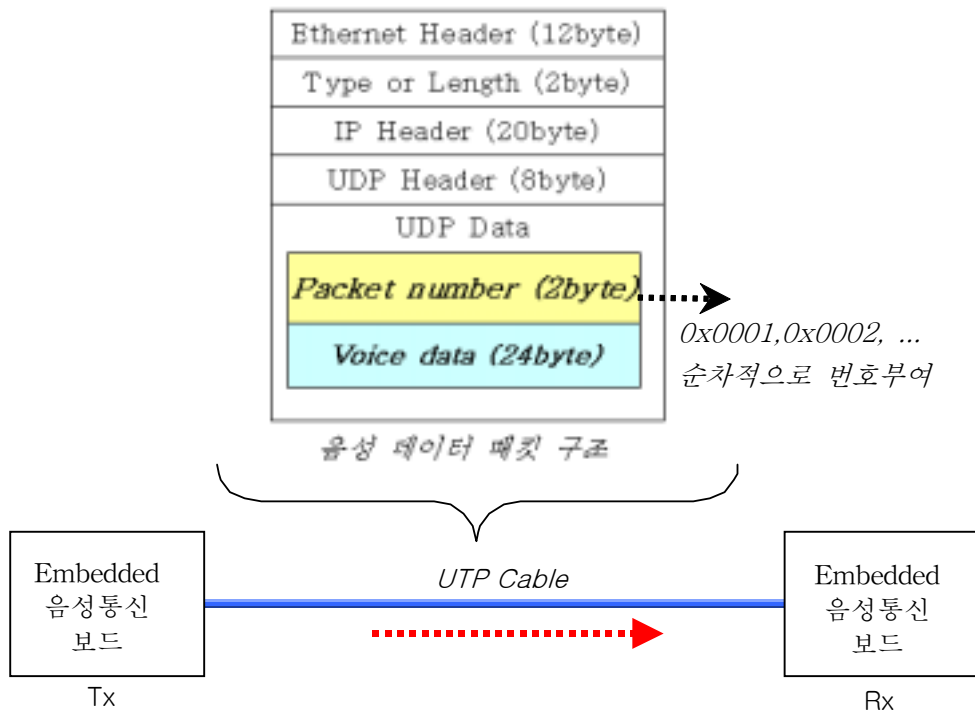 Ethernet Header (12byte)
Type or Length (2byte)
IP Header (20byte)
UDP Header (8byte)
UDP Data
Packet number (2byte)
Voice data (24byte)
0x0001,0x0002, ...
순차적으로 번호부여
음성 데이터 패킷 구조
Embedded
음성통신
보드
Tx
UTP Cable
Embedded
음성통신
보드
Rx